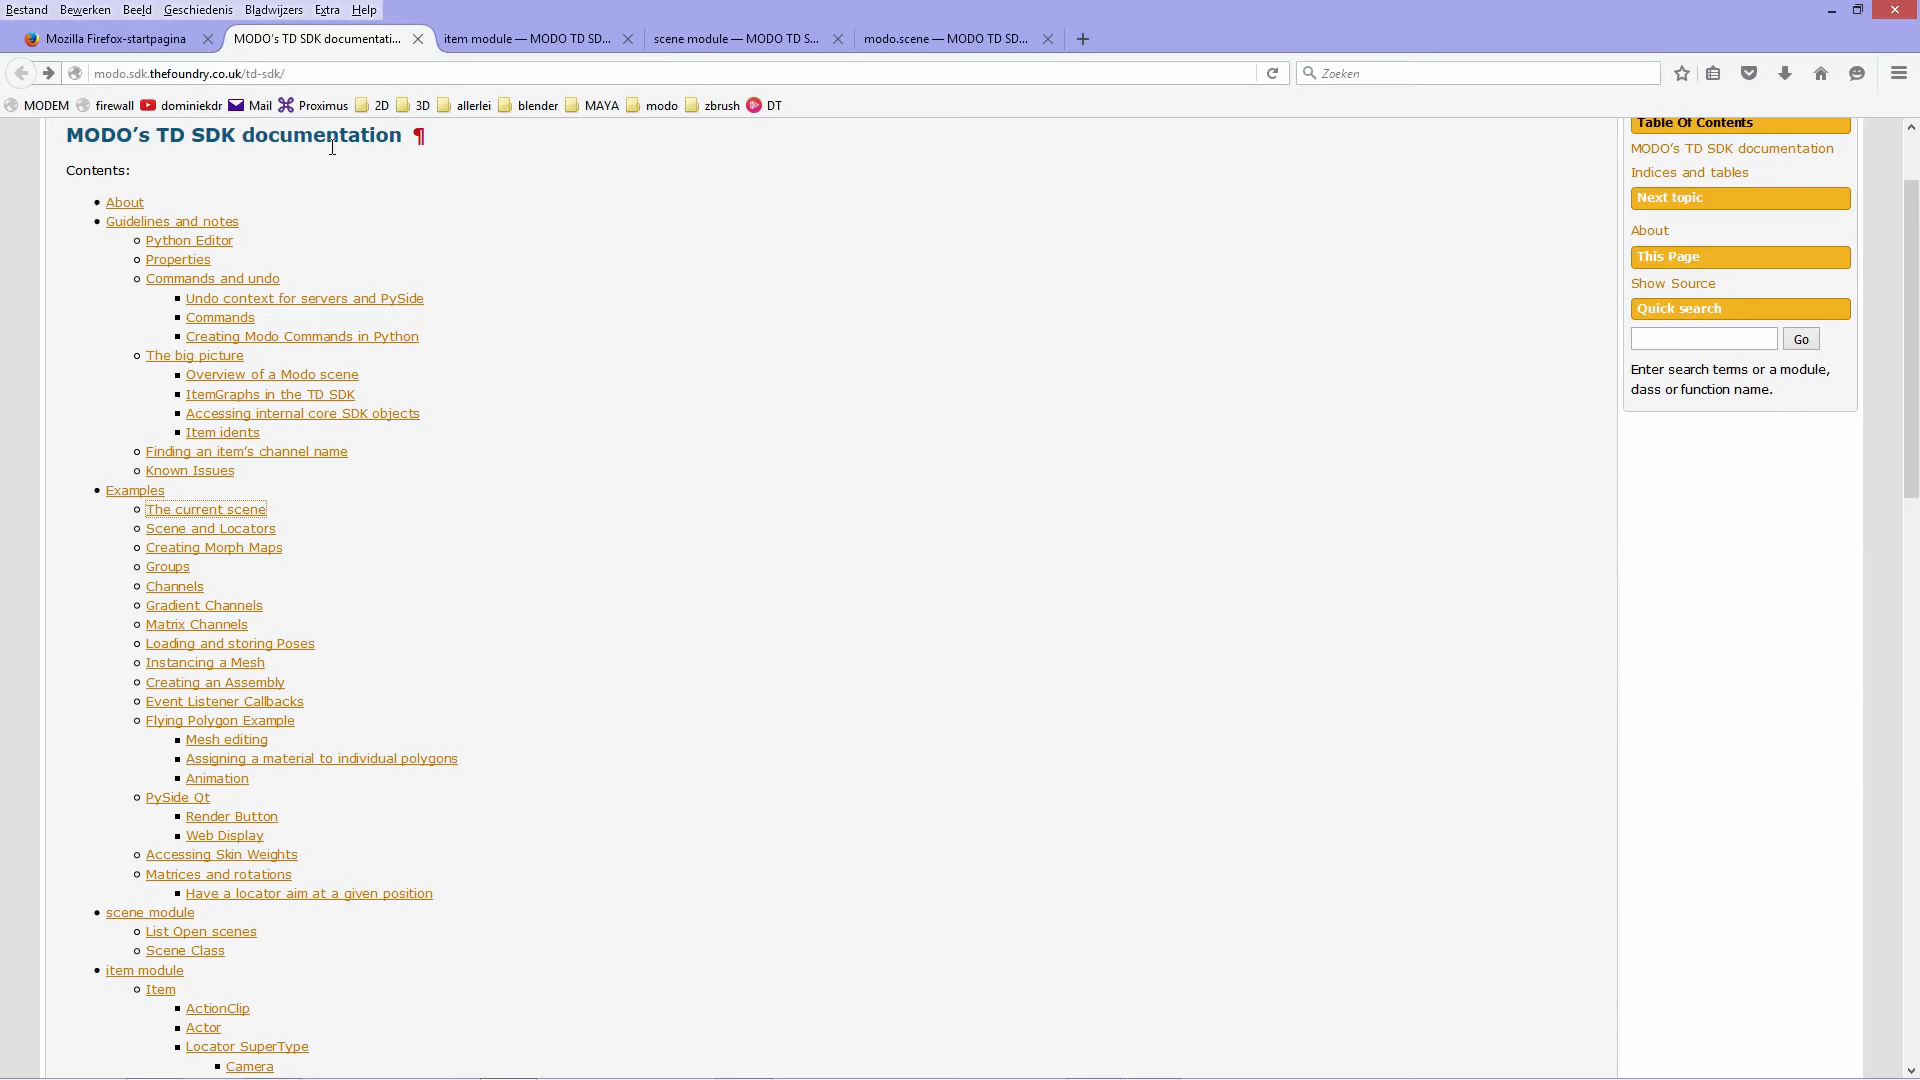 Bestand Bewerken Beeld Geschiedenis Bladwijzers Extra Help
Mozilla Firefox-startpagina MODO's TD SDK documentati... item module — MODO TD SD... scene module — MODO TD S... modo.scene — MODO TD SD...
modo.sdk.thefoundry.co.uk/td-sdk/ Zoeken
MODEM firewall dominiekdr Mail Proximus 2D 3D allerlei blender MAYA modo zbrush DT
MODO's TD SDK documentation ¶
Contents:
About
Guidelines and notes
Python Editor
Properties
Commands and undo
Undo context for servers and PySide
Commands
Creating Modo Commands in Python
The big picture
Overview of a Modo scene
ItemGraphs in the TD SDK
Accessing internal core SDK objects
Item idents
Finding an item's channel name
Known Issues
Examples
The current scene
Scene and Locators
Creating Morph Maps
Groups
Channels
Gradient Channels
Matrix Channels
Loading and storing Poses
Instancing a Mesh
Creating an Assembly
Event Listener Callbacks
Flying Polygon Example
Mesh editing
Assigning a material to individual polygons
Animation
PySide Qt
Render Button
Web Display
Accessing Skin Weights
Matrices and rotations
Have a locator aim at a given position
scene module
List Open scenes
Scene Class
item module
Item
ActionClip
Actor
Locator SuperType
Camera
Table Of Contents
MODO's TD SDK documentation
Indices and tables
Next topic
About
This Page
Show Source
Quick search
Go
Enter search terms or a module,
class or function name.